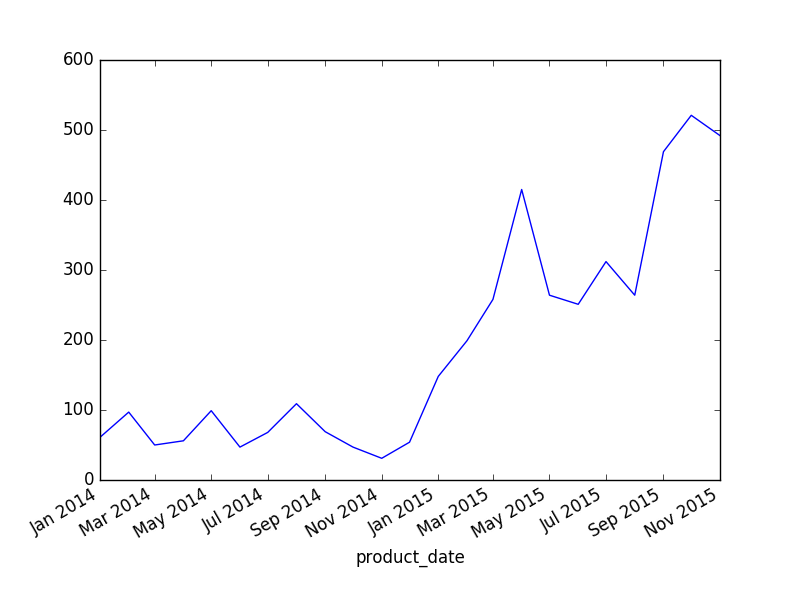 600
500
400
300
200
100
0
Jan 2014
Mar 2014
May 2014
Jul 2014
Sep 2014
Nov 2014
Jan 2015
Mar 2015
May 2015
Jul 2015
Sep 2015
Nov 2015
product_date